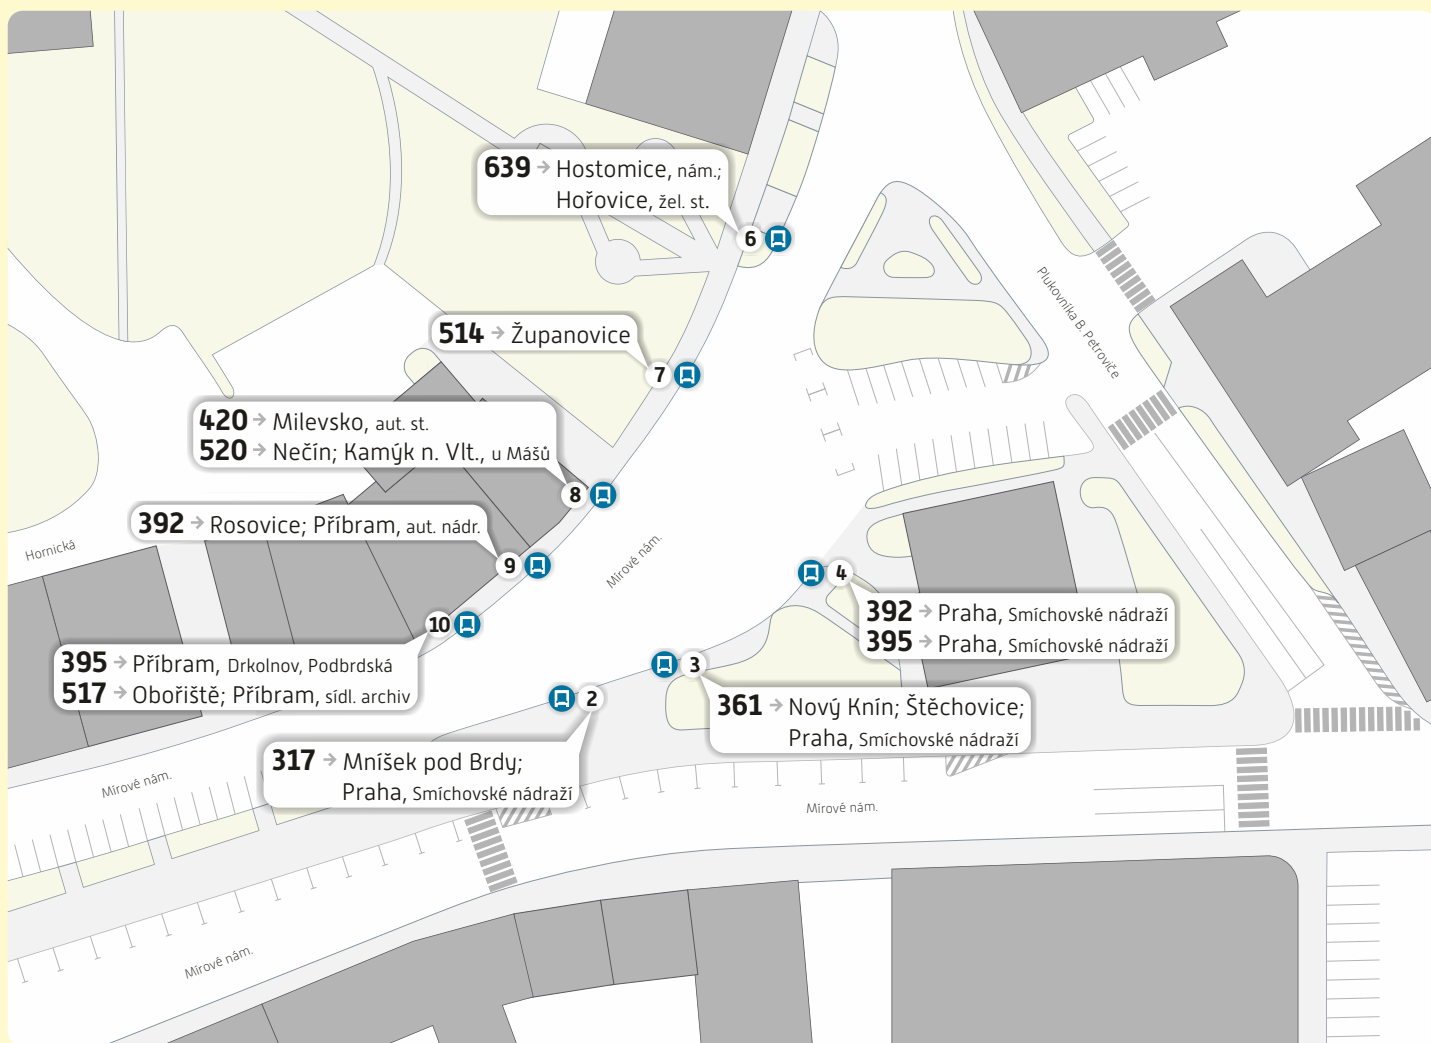 639 → Hostomice, nám.;
Hořovice, žel. st.
6
Plukovníka B. Petroviče
514 → Županovice
7
420 → Milevsko, aut. st.
520 → Nečín; Kamýk n. Vlt., u Mášů
8
392 → Rosovice; Příbram, aut. nádr.
9
Hornická
Mírové nám.
4
392 → Praha, Smíchovské nádraží
395 → Praha, Smíchovské nádraží
10
395 → Příbram, Drkolnov, Podbrdská
517 → Obořiště; Příbram, sídl. archiv
3
361 → Nový Knín; Štěchovice;
Praha, Smíchovské nádraží
2
317 → Mníšek pod Brdy;
Praha, Smíchovské nádraží
Mírové nám.
Mírové nám.
Mírové nám.